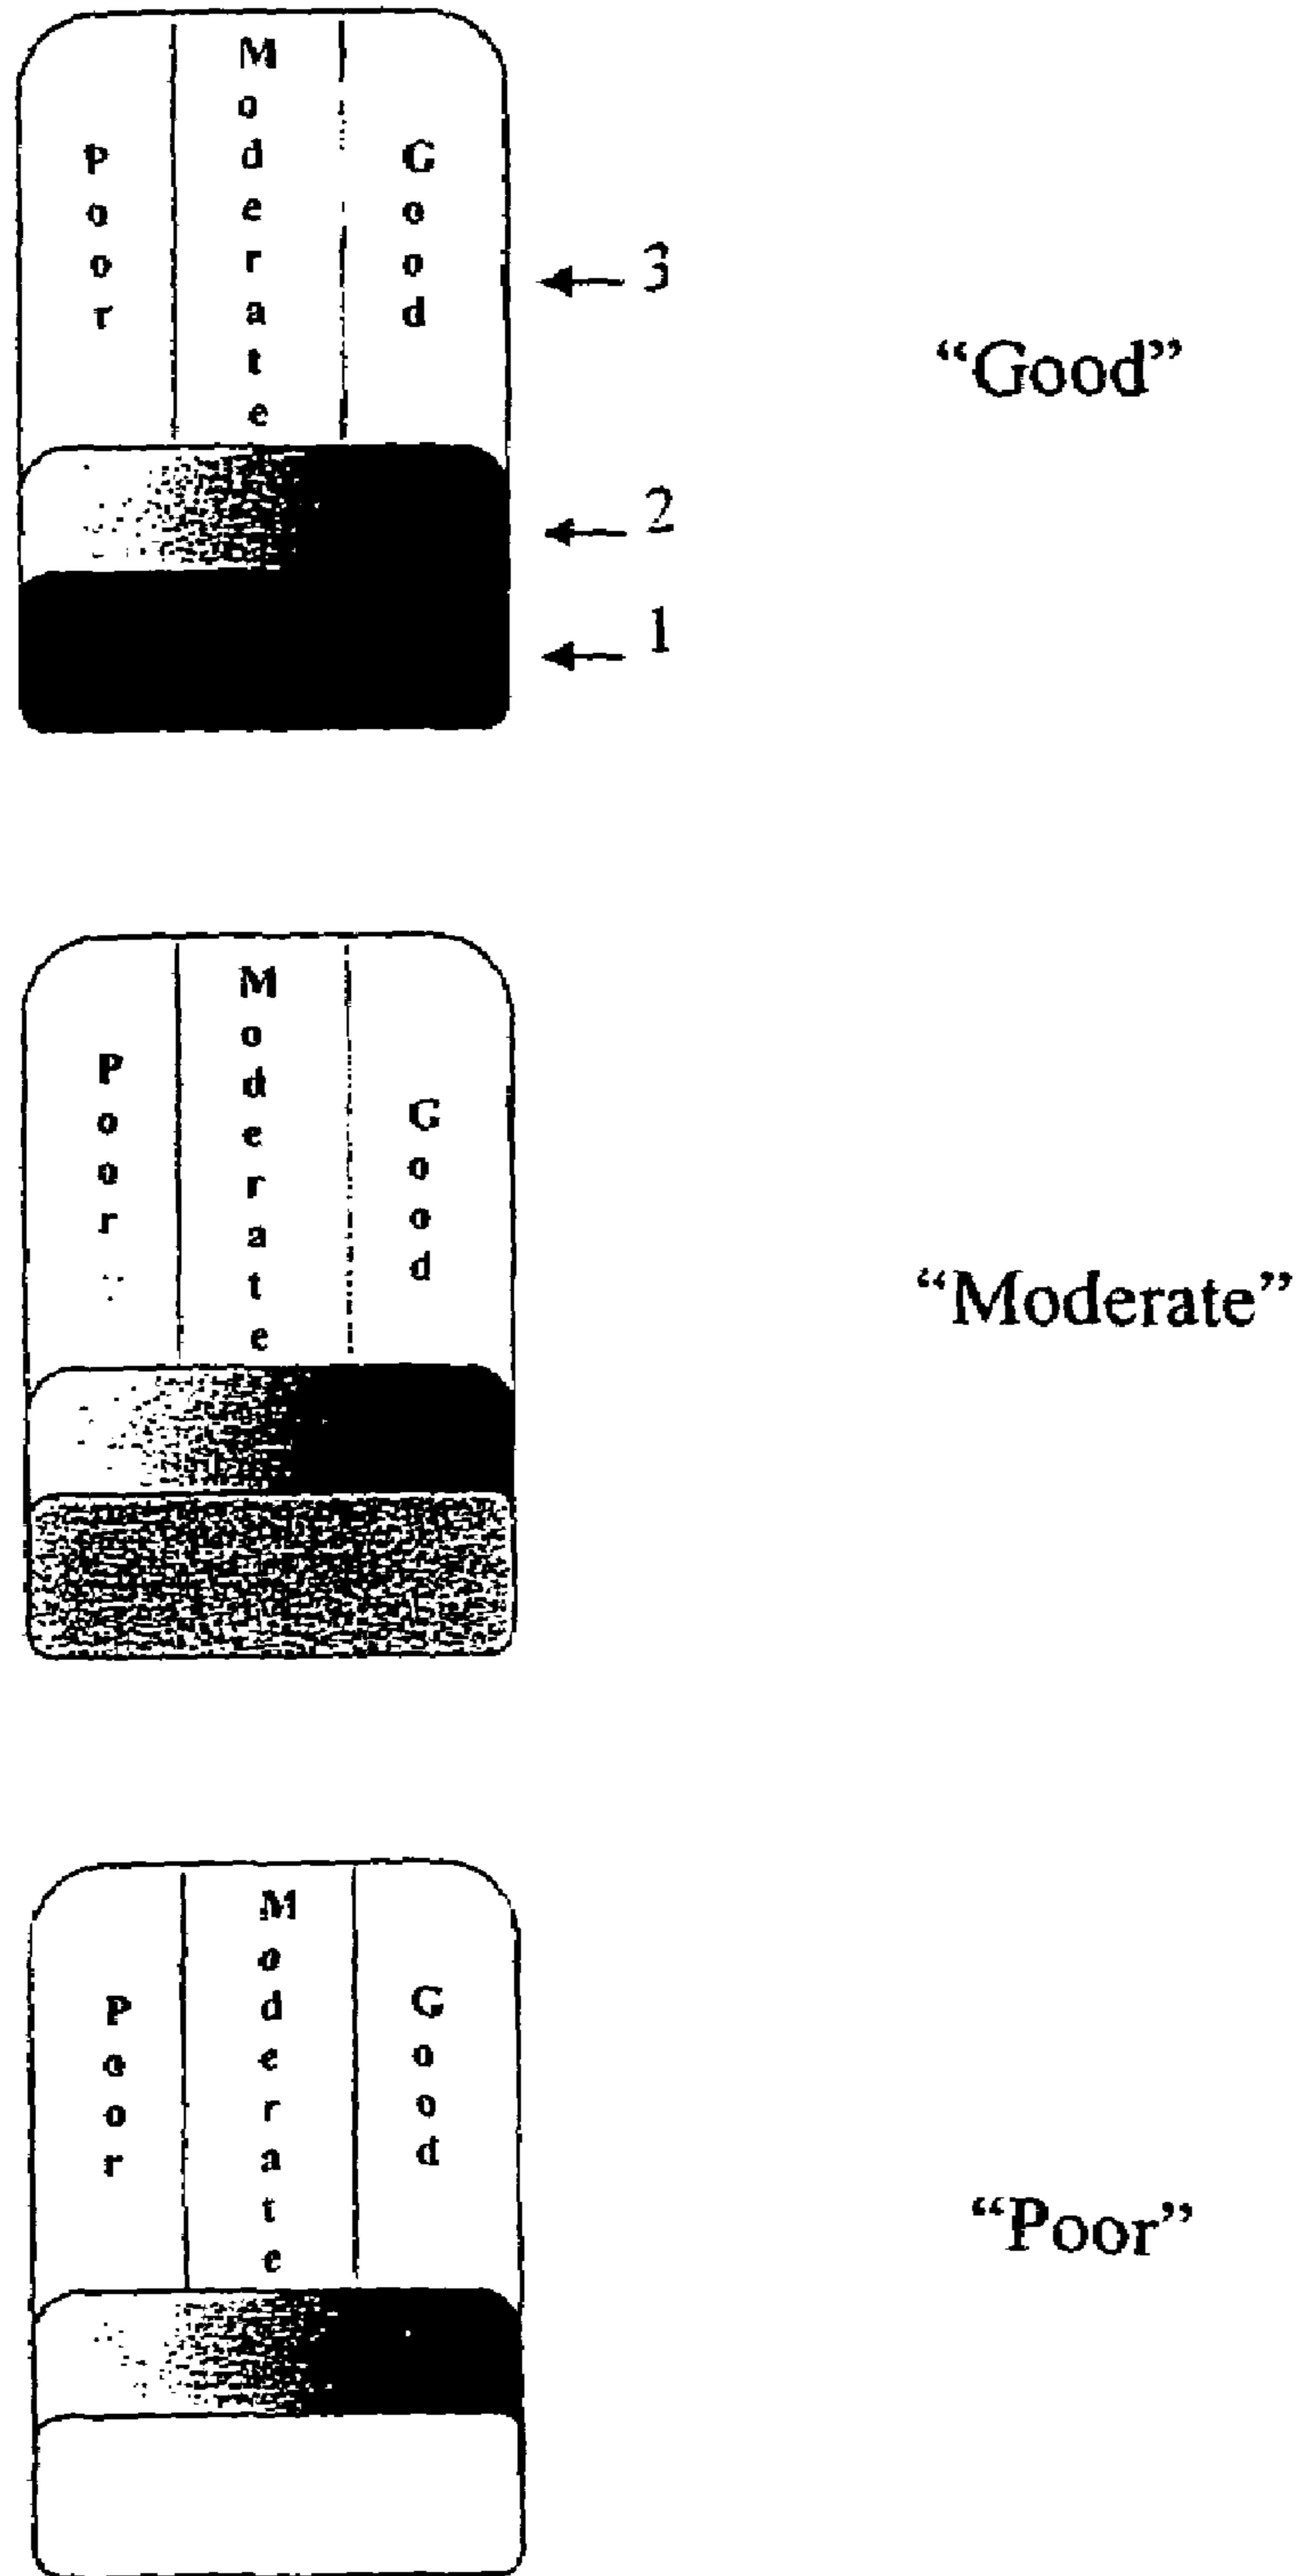 Poor
Moderate
Good
3
2
1
“Good”
Poor
Moderate
Good
“Moderate”
Poor
Moderate
Good
“Poor”